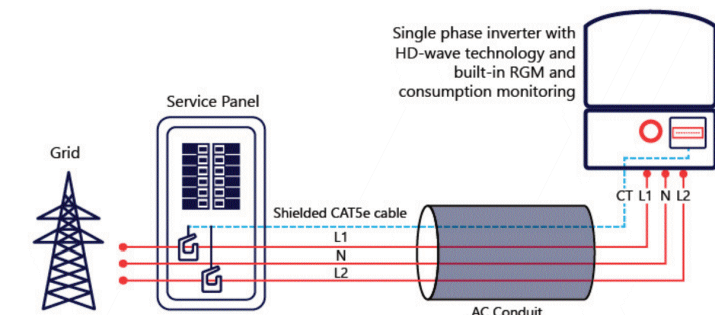 Single phase inverter with
HD-wave technology and
built-in RGM and
consumption monitoring
Service Panel
Grid
CT L1 N L2
Shielded CAT5e cable
L1
N
L2
AC Conduit